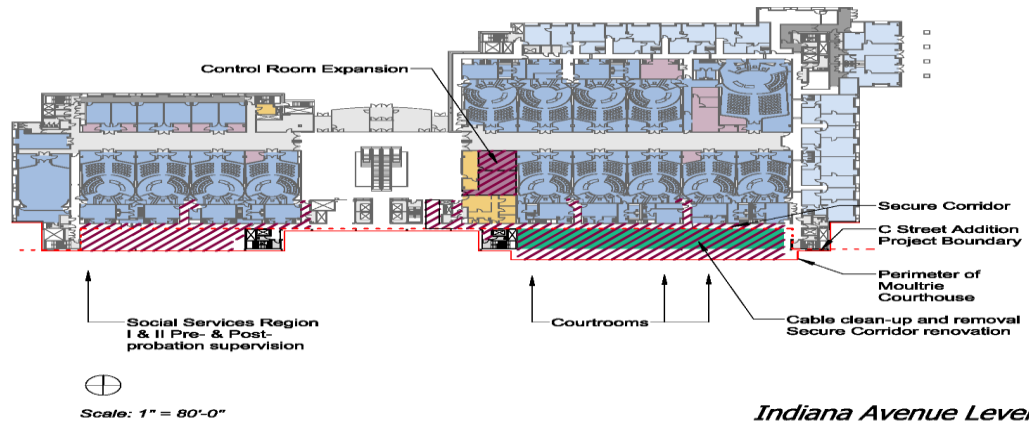 Control Room Expansion
Secure Corridor
C Street Addition
Project Boundary
Perimeter of
Moultrie
Courthouse
Social Services Region
I & II Pre- & Post-
probation supervision
Courtrooms
Cable clean-up and removal
Secure Corridor renovation
Scale: 1" = 80'-0"
Indiana Avenue Level